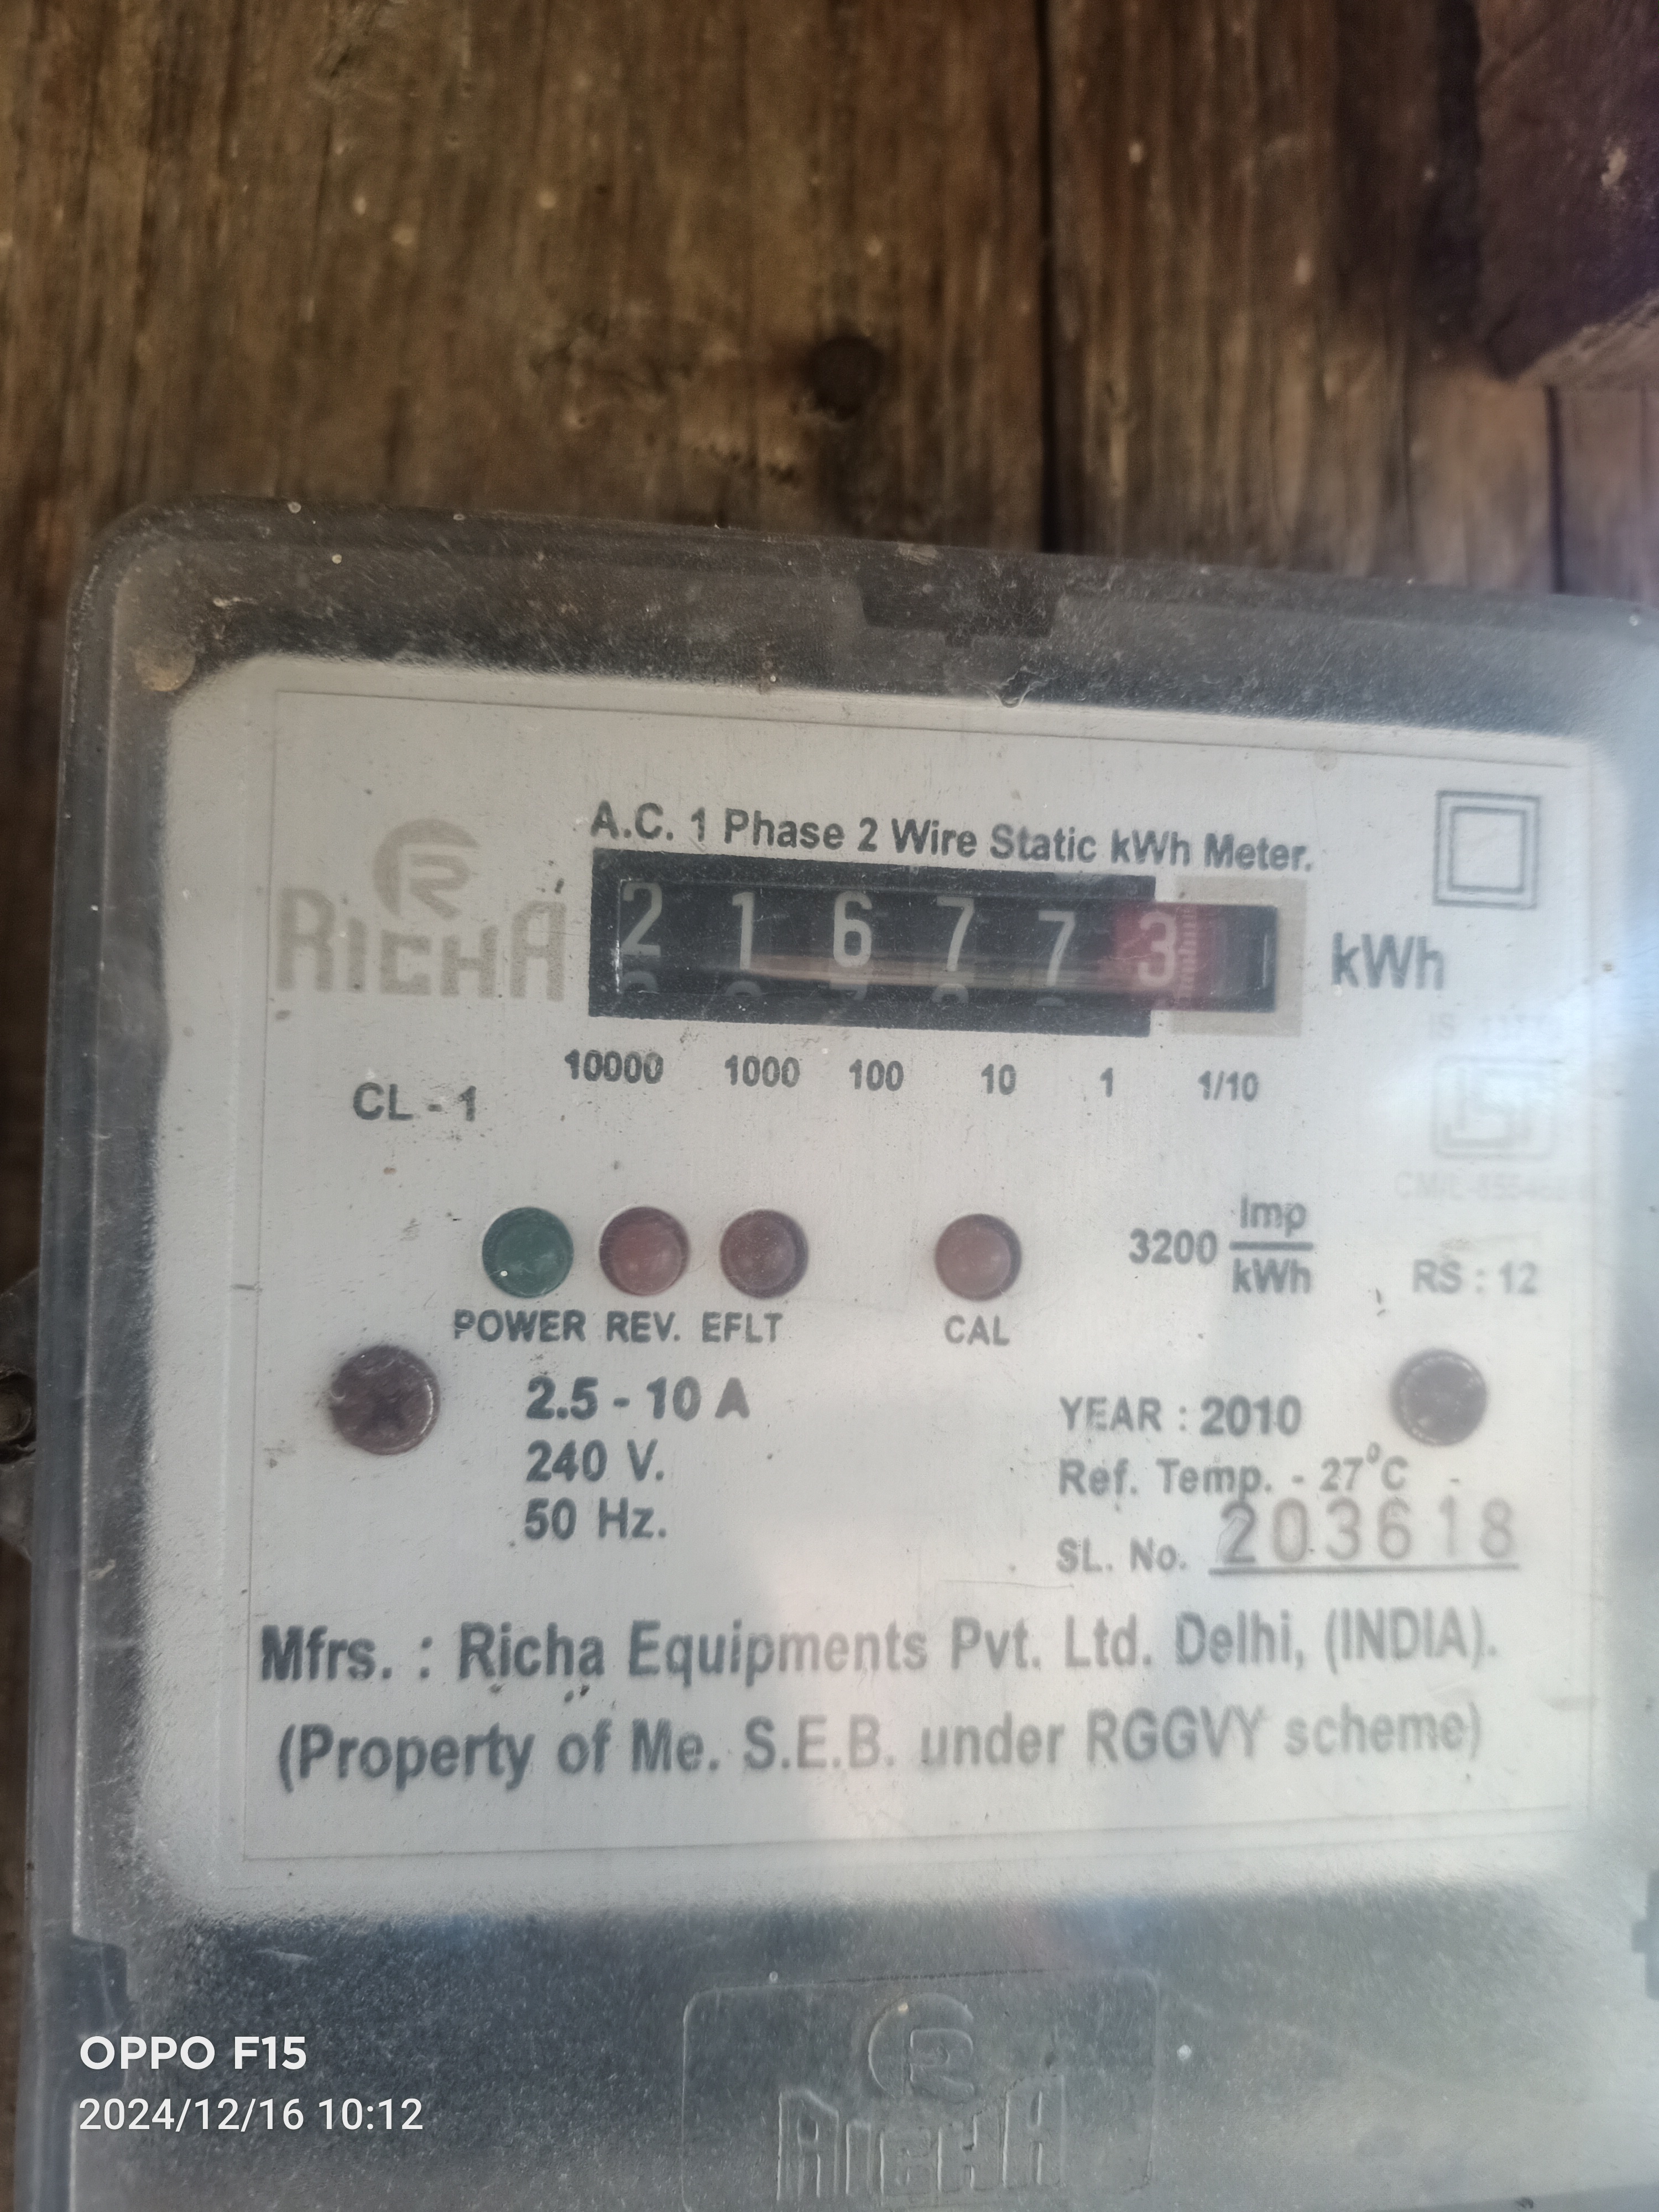 A.C. 1 Phase 2 Wire Static kWh Meter.
RICHA
2 1 6 7 7 3
kWh
10000 1000 100 10 1 1/10
CL - 1
3200 Imp
kWh
RS : 12
POWER REV. EFLT CAL
2.5 - 10 A
240 V.
50 Hz.
YEAR : 2010
Ref. Temp. - 27°C
SL. No. 203618
Mfrs. : Richa Equipments Pvt. Ltd. Delhi, (INDIA).
(Property of Me. S.E.B. under RGGVY scheme)
RICHA
OPPO F15
2024/12/16 10:12